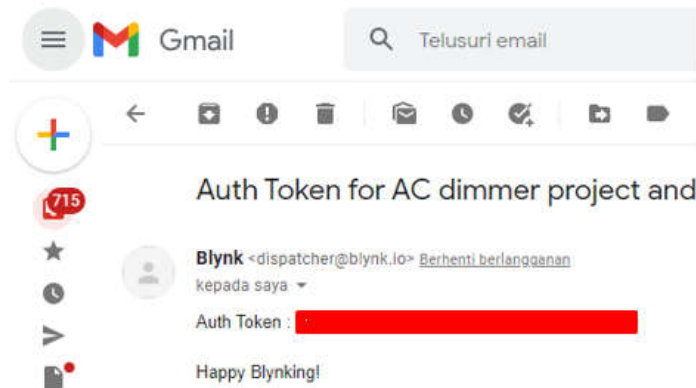 Gmail
Telusuri email
715
Auth Token for AC dimmer project and
Blynk <dispatcher@blynk.io> Berhenti berlangganan
kepada saya
Auth Token :
Happy Blynking!